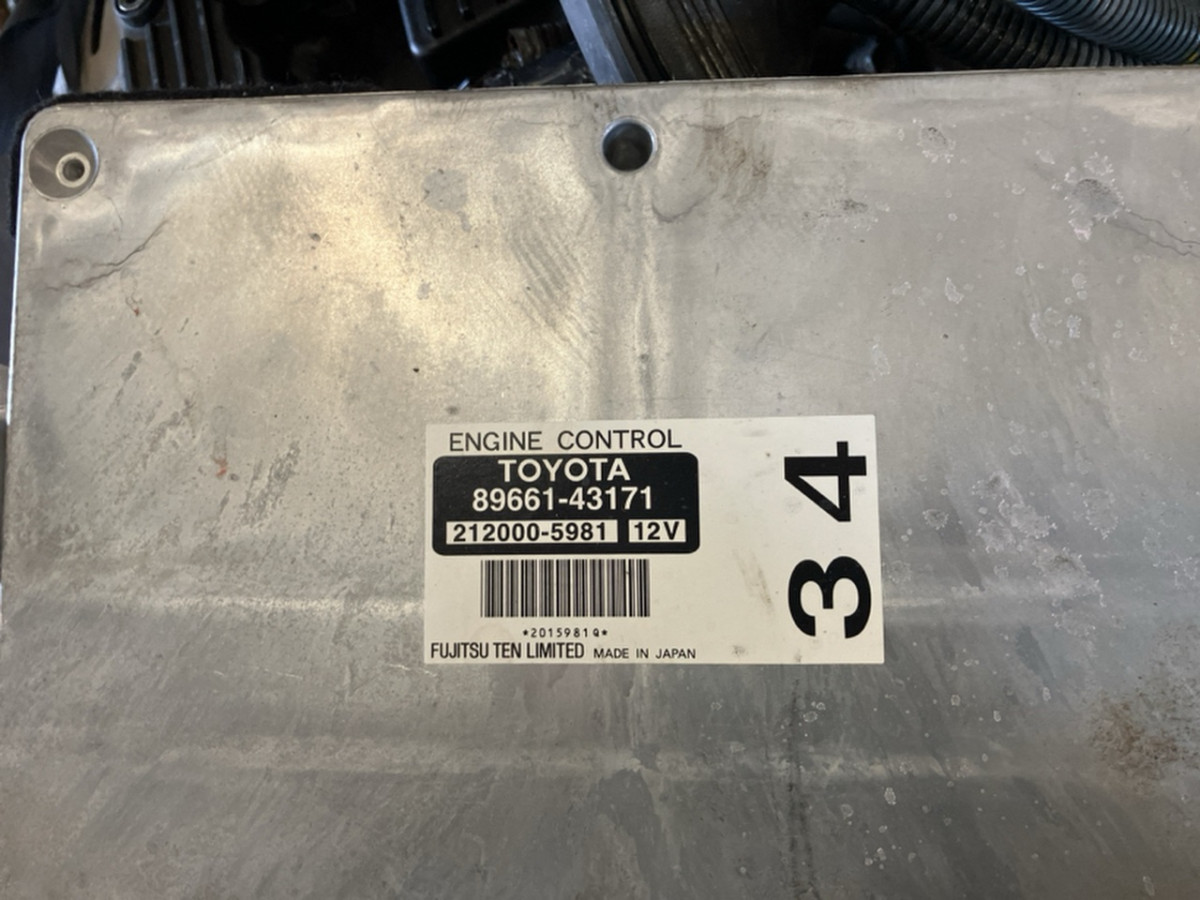 ENGINE CONTROL
TOYOTA
89661-43171
212000-5981 12V
*2015981Q*
FUJITSU TEN LIMITED MADE IN JAPAN
34